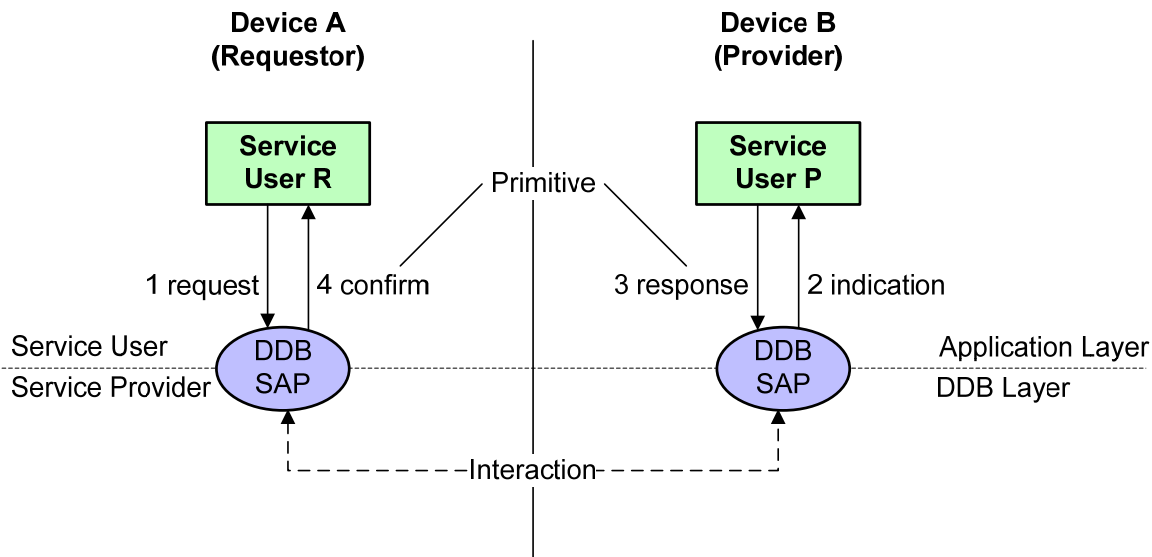 Device A
(Requestor)
Device B
(Provider)
Service
User R
Service
User P
Primitive
1 request
4 confirm
3 response
2 indication
Service User
Service Provider
DDB
SAP
DDB
SAP
Application Layer
DDB Layer
Interaction